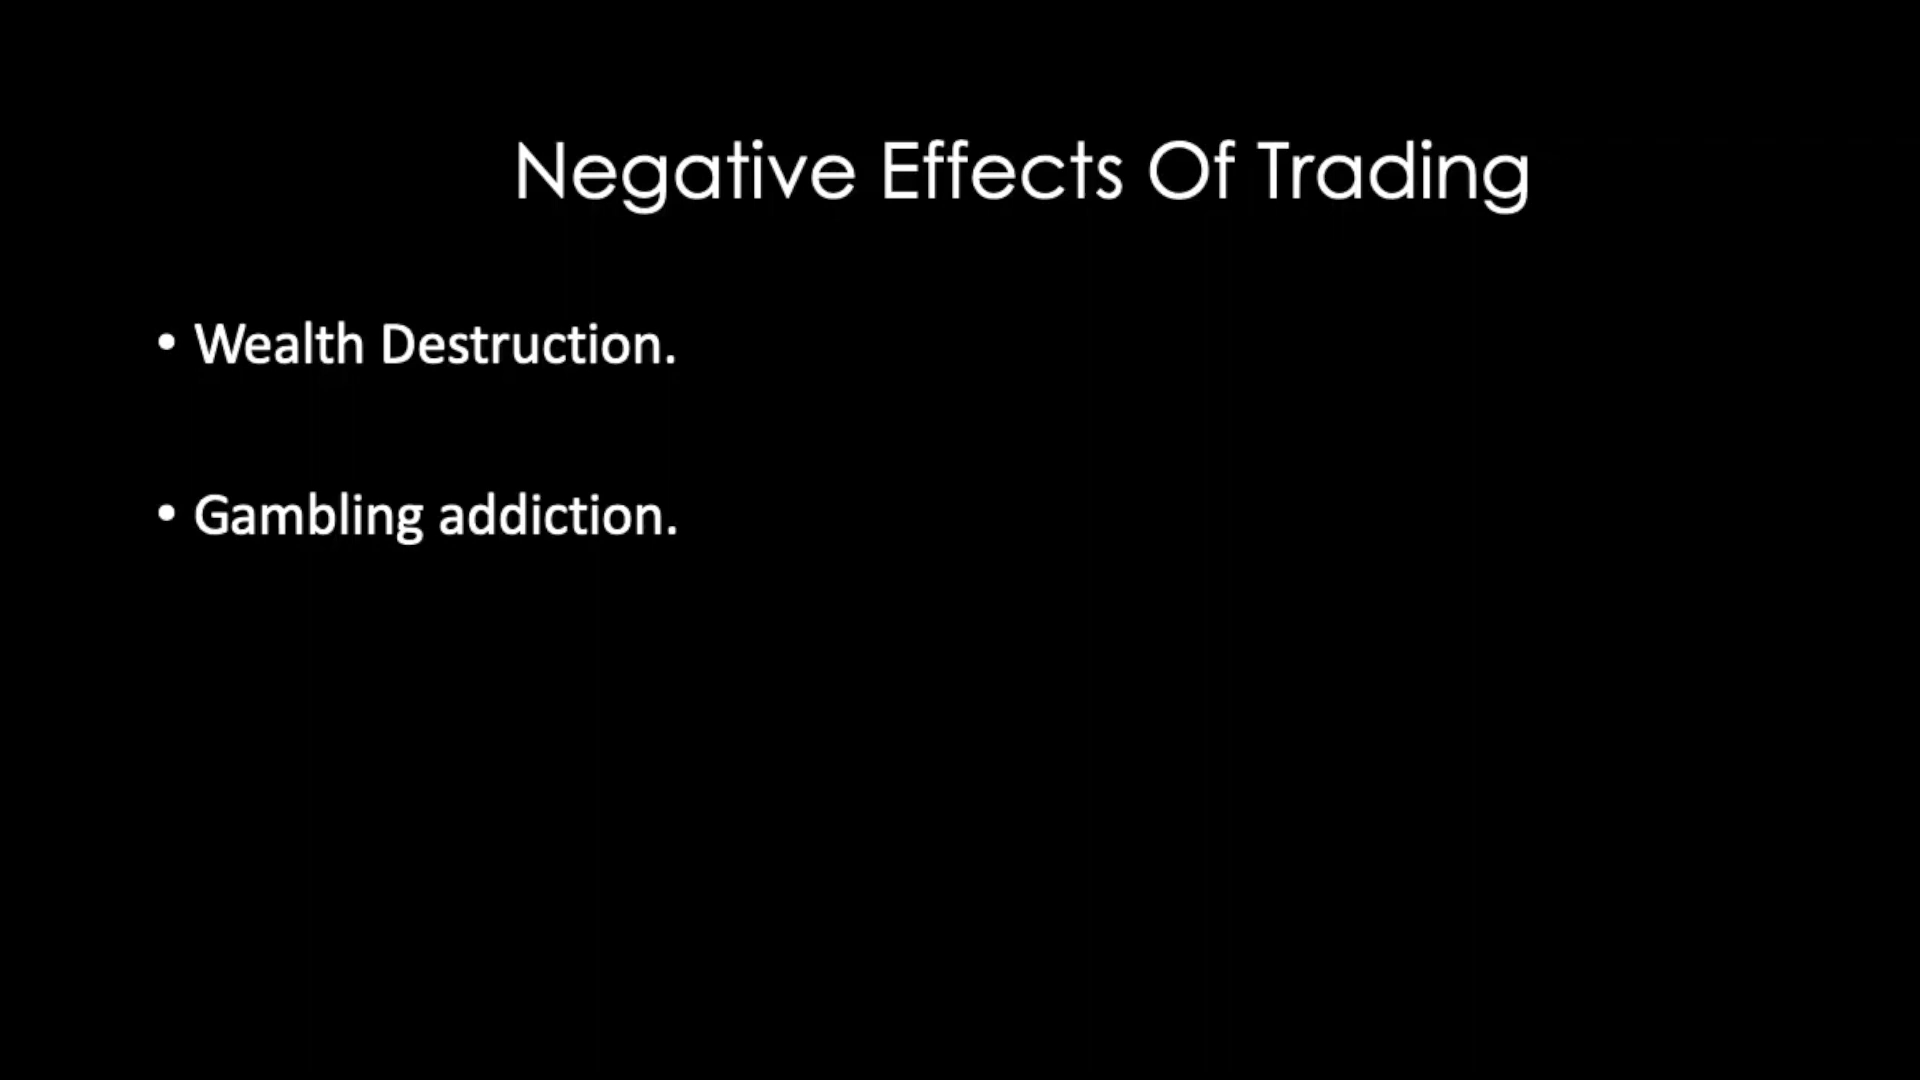 Negative Effects Of Trading
• Wealth Destruction.
• Gambling addiction.